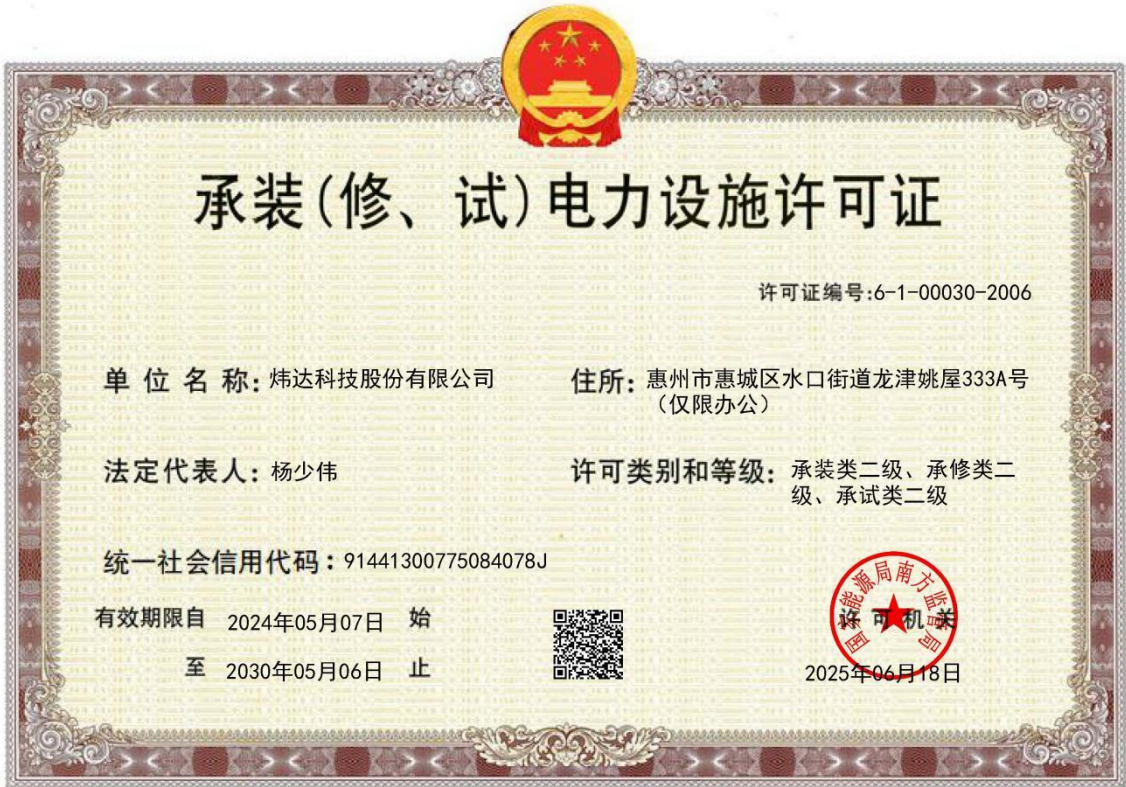 承装(修、试)电力设施许可证
许可证编号:6-1-00030-2006
单位名称: 炜达科技股份有限公司
住所: 惠州市惠城区水口街道龙津姚屋333A号
（仅限办公）
法定代表人: 杨少伟
许可类别和等级: 承装类二级、承修类二
级、承试类二级
统一社会信用代码: 91441300775084078J
有效期限自 2024年05月07日 始
至 2030年05月06日 止
国家能源局南方监管局
许可机关
2025年06月18日